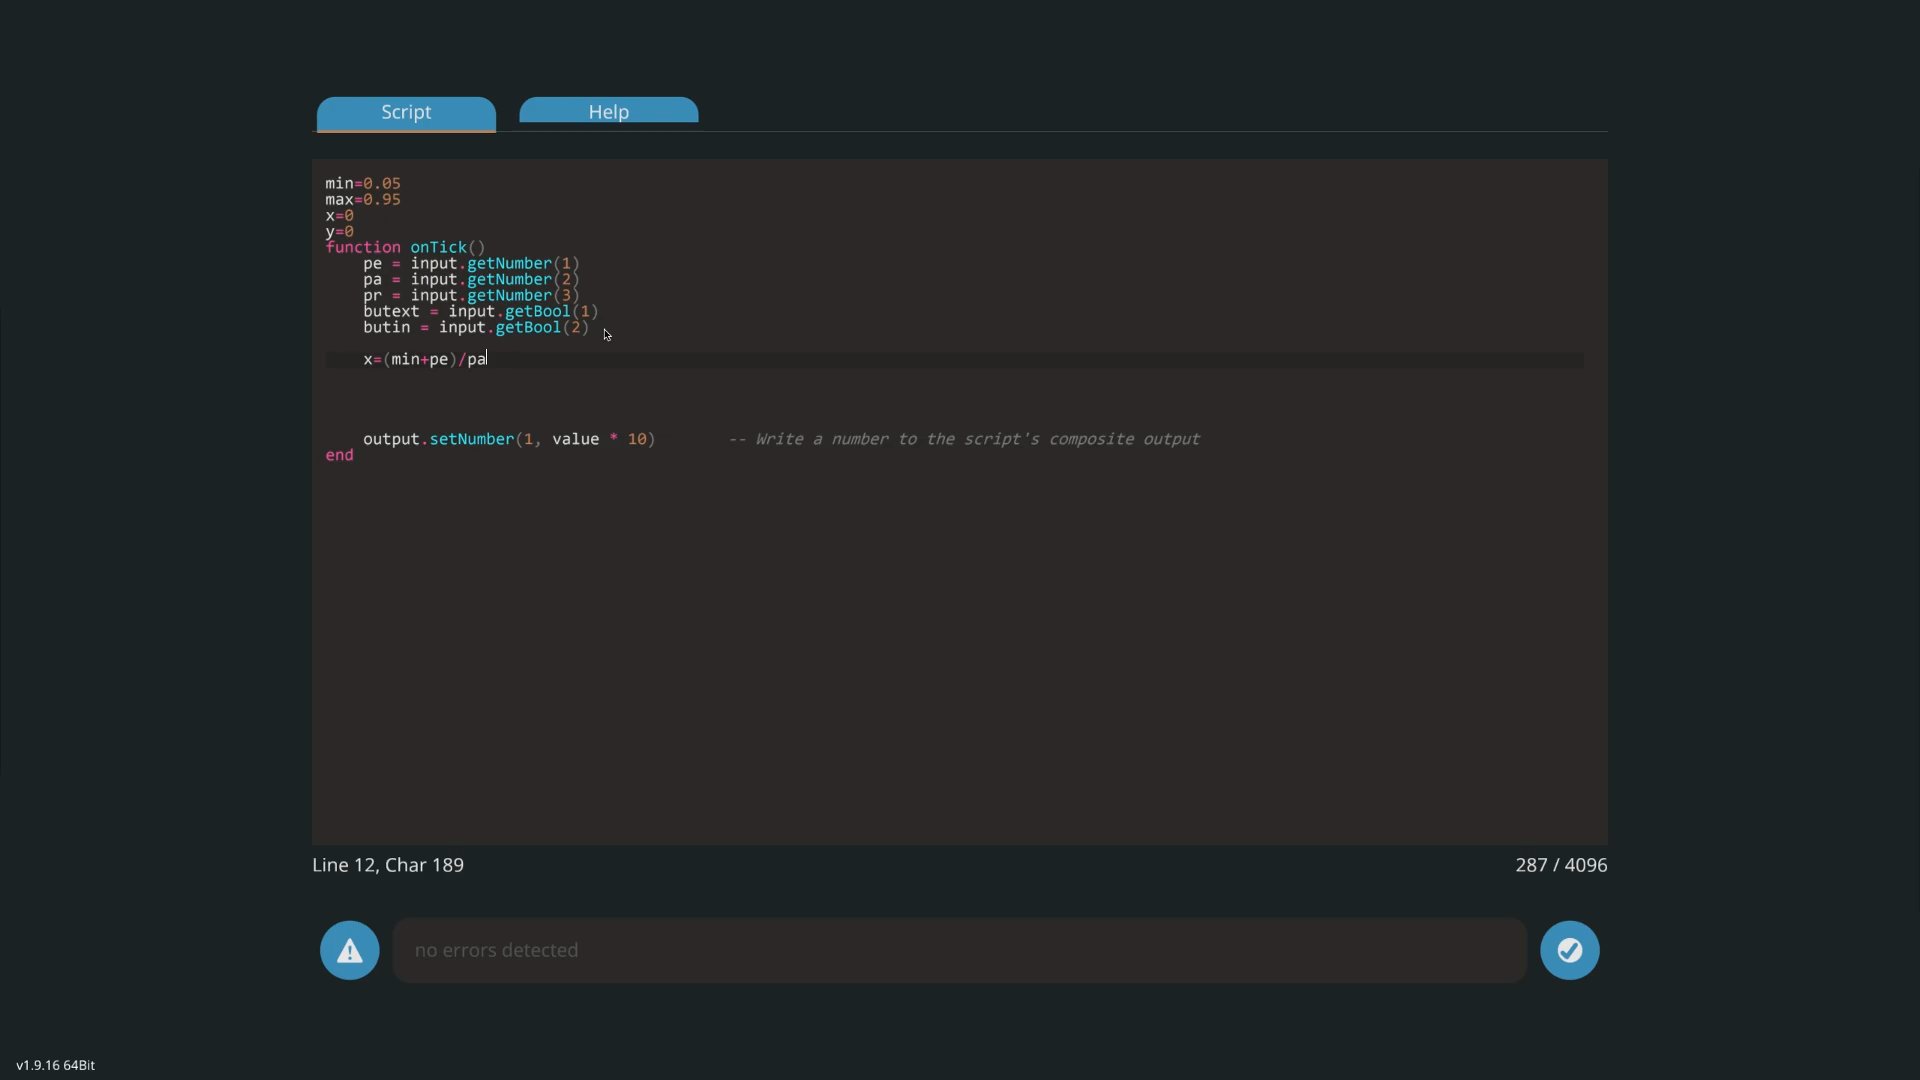 Script
Help
min=0.05
max=0.95
x=0
y=0
function onTick()
pe = input.getNumber(1)
pa = input.getNumber(2)
pr = input.getNumber(3)
butext = input.getBool(1)
butin = input.getBool(2)
x=(min+pe)/pa
output.setNumber(1, value * 10) -- Write a number to the script's composite output
end
Line 12, Char 189
287 / 4096
no errors detected
v1.9.16 64Bit